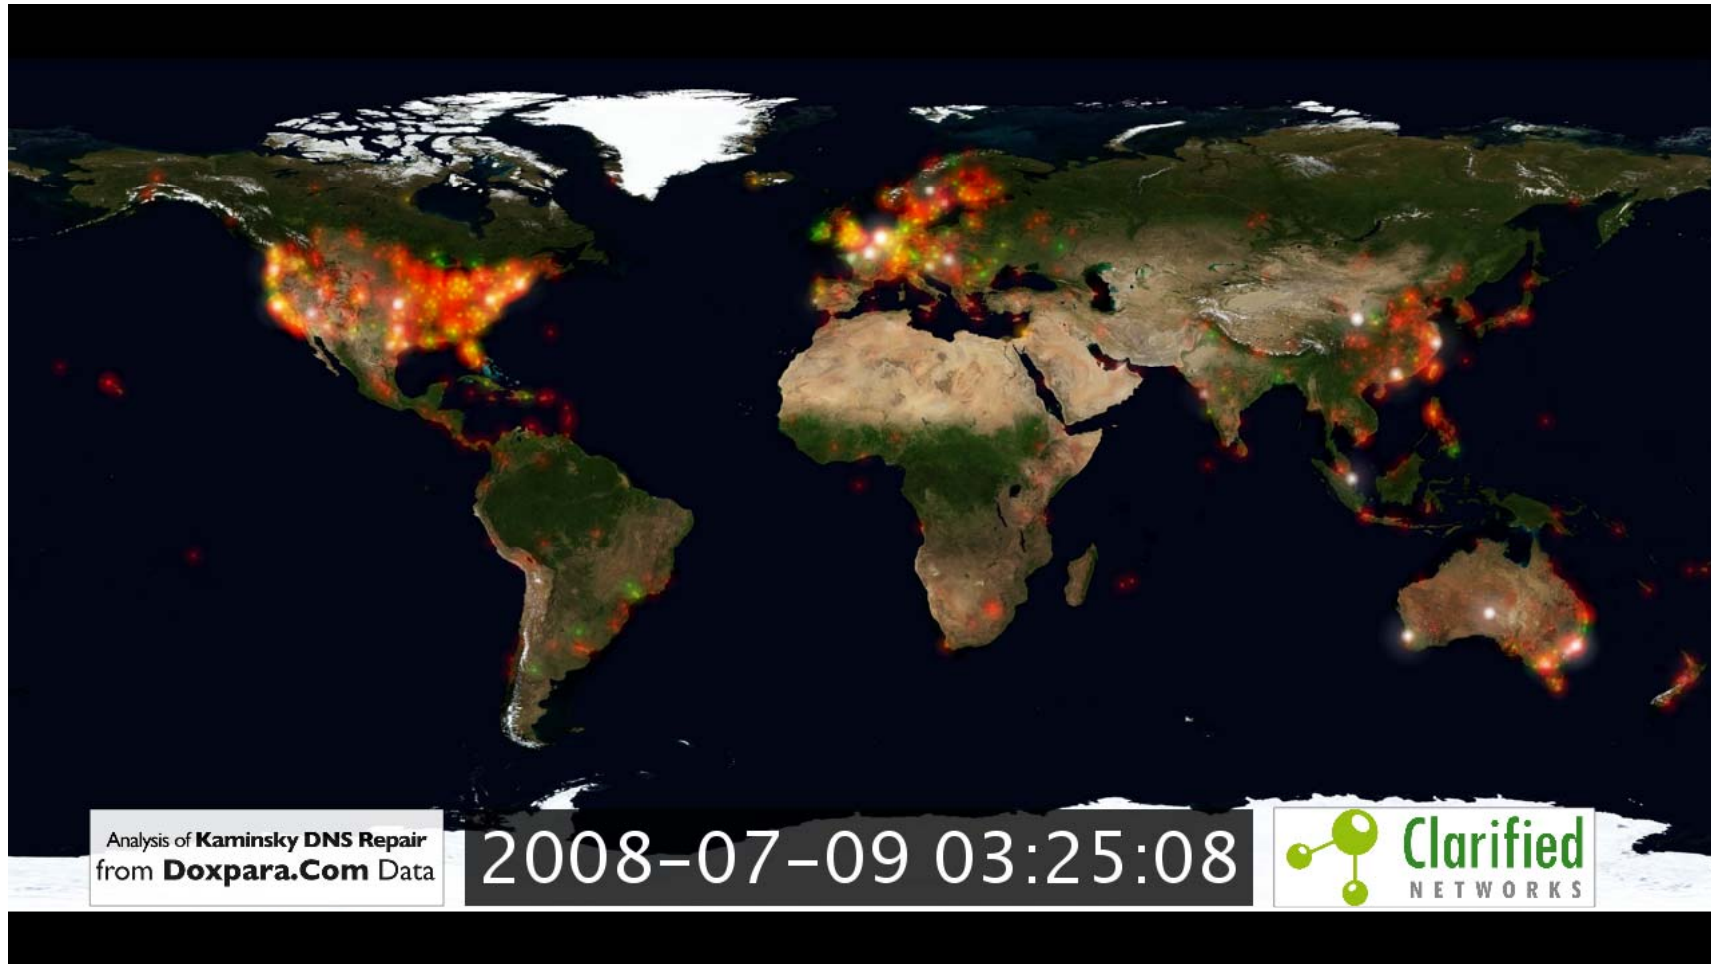 Analysis of Kaminsky DNS Repair
from Doxpara.Com Data
2008-07-09 03:25:08
Clarified
NETWORKS